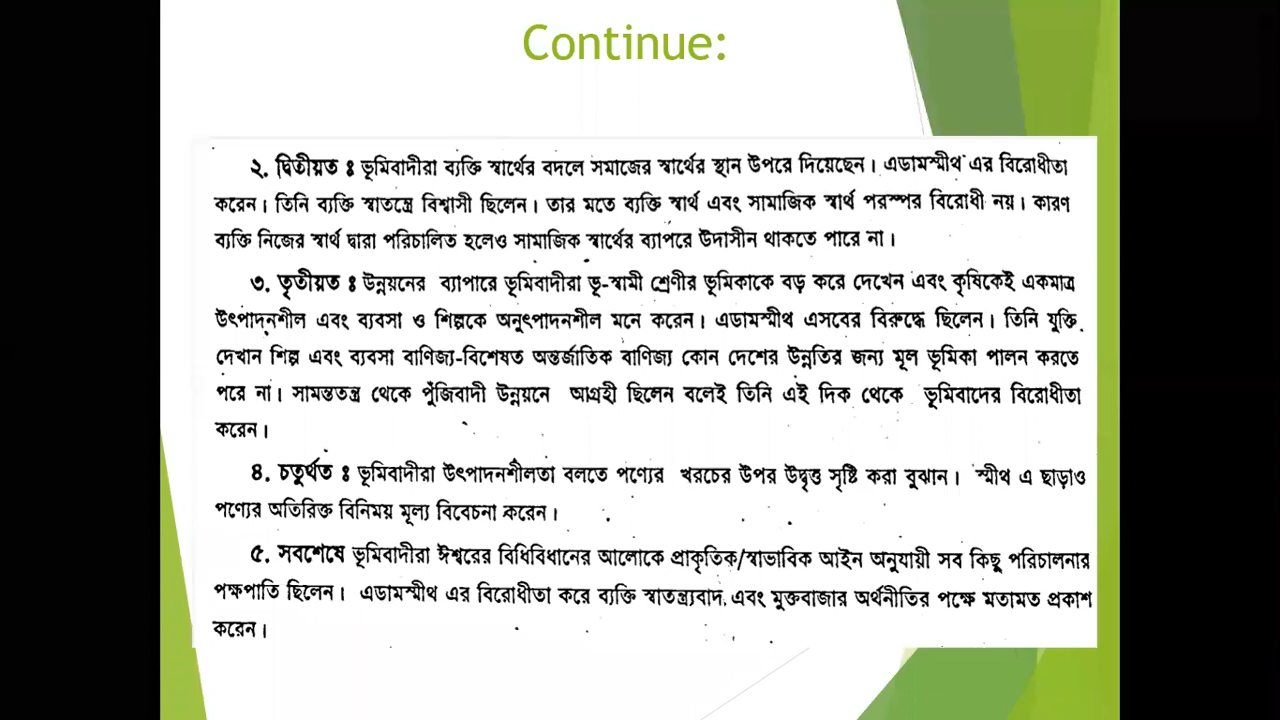 Continue:
২. দ্বিতীয়ত ঃ ভূমিবাদীরা ব্যক্তি স্বার্থের বদলে সমাজের স্বার্থের স্থান উপরে দিয়েছেন। এডামস্মীথ এর বিরোধীতা
করেন। তিনি ব্যক্তি স্বাতন্ত্রে বিশ্বাসী ছিলেন। তার মতে ব্যক্তি স্বার্থ এবং সামাজিক স্বার্থ পরস্পর বিরোধী নয়। কারণ
ব্যক্তি নিজের স্বার্থ দ্বারা পরিচালিত হলেও সামাজিক স্বার্থের ব্যাপরে উদাসীন থাকতে পারে না।
৩. তৃতীয়ত ঃ উন্নয়নের ব্যাপারে ভূমিবাদীরা ভূ-স্বামী শ্রেণীর ভূমিকাকে বড় করে দেখেন এবং কৃষিকেই একমাত্র
উৎপাদনশীল এবং ব্যবসা ও শিল্পকে অনুৎপাদনশীল মনে করেন। এডামস্মীথ এসবের বিরুদ্ধে ছিলেন। তিনি যুক্তি
দেখান শিল্প এবং ব্যবসা বাণিজ্য-বিশেষত অন্তর্জাতিক বাণিজ্য কোন দেশের উন্নতির জন্য মূল ভূমিকা পালন করতে
পরে না। সামন্ততন্ত্র থেকে পুঁজিবাদী উন্নয়নে আগ্রহী ছিলেন বলেই তিনি এই দিক থেকে ভূমিবাদের বিরোধীতা
করেন।
৪. চতুর্থত ঃ ভূমিবাদীরা উৎপাদনশীলতা বলতে পণ্যের খরচের উপর উদ্বৃত্ত সৃষ্টি করা বুঝান। স্মীথ এ ছাড়াও
পণ্যের অতিরিক্ত বিনিময় মূল্য বিবেচনা করেন।
৫. সবশেষে ভূমিবাদীরা ঈশ্বরের বিধিবিধানের আলোকে প্রাকৃতিক/স্বাভাবিক আইন অনুযায়ী সব কিছু পরিচালনার
পক্ষপাতি ছিলেন। এডামস্মীথ এর বিরোধীতা করে ব্যক্তি স্বাতন্ত্র্যবাদ, এবং মুক্তবাজার অর্থনীতির পক্ষে মতামত প্রকাশ
করেন।